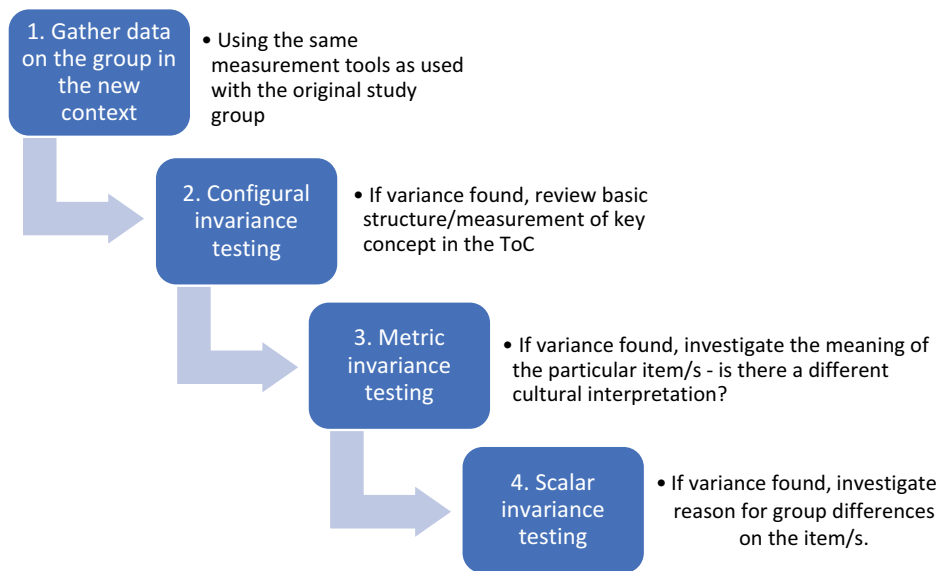 1. Gather data
on the group in
the new
context
• Using the same
measurement tools as used
with the original study
group
2. Configural
invariance
testing
• If variance found, review basic
structure/measurement of key
concept in the ToC
3. Metric
invariance
testing
• If variance found, investigate the meaning of
the particular item/s - is there a different
cultural interpretation?
4. Scalar
invariance
testing
• If variance found, investigate
reason for group differences
on the item/s.